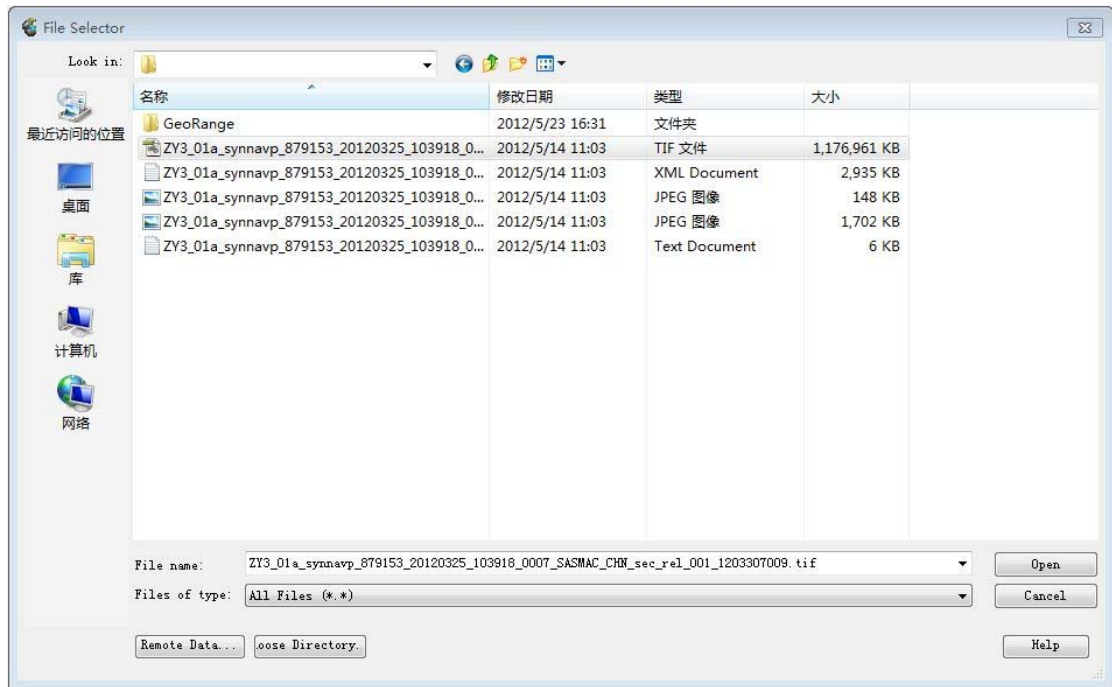 File Selector
Look in:
名称 修改日期 类型 大小
GeoRange 2012/5/23 16:31 文件夹
ZY3_01a_synnavp_879153_20120325_103918_0... 2012/5/14 11:03 TIF 文件 1,176,961 KB
ZY3_01a_synnavp_879153_20120325_103918_0... 2012/5/14 11:03 XML Document 2,935 KB
ZY3_01a_synnavp_879153_20120325_103918_0... 2012/5/14 11:03 JPEG 图像 148 KB
ZY3_01a_synnavp_879153_20120325_103918_0... 2012/5/14 11:03 JPEG 图像 1,702 KB
ZY3_01a_synnavp_879153_20120325_103918_0... 2012/5/14 11:03 Text Document 6 KB
最近访问的位置
桌面
库
计算机
网络
File name: ZY3_01a_synnavp_879153_20120325_103918_0007_SASMAC_CHN_sec_rel_001_1203307009.tif Open
Files of type: All Files (*.*) Cancel
Remote Data... oose Directory. Help